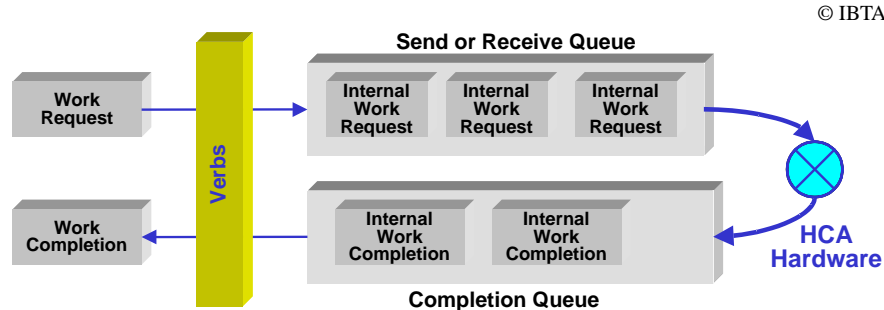 © IBTA
Send or Receive Queue
Work
Request
Verbs
Internal
Work
Request
Internal
Work
Request
Internal
Work
Request
Work
Completion
Internal
Work
Completion
Internal
Work
Completion
HCA
Hardware
Completion Queue